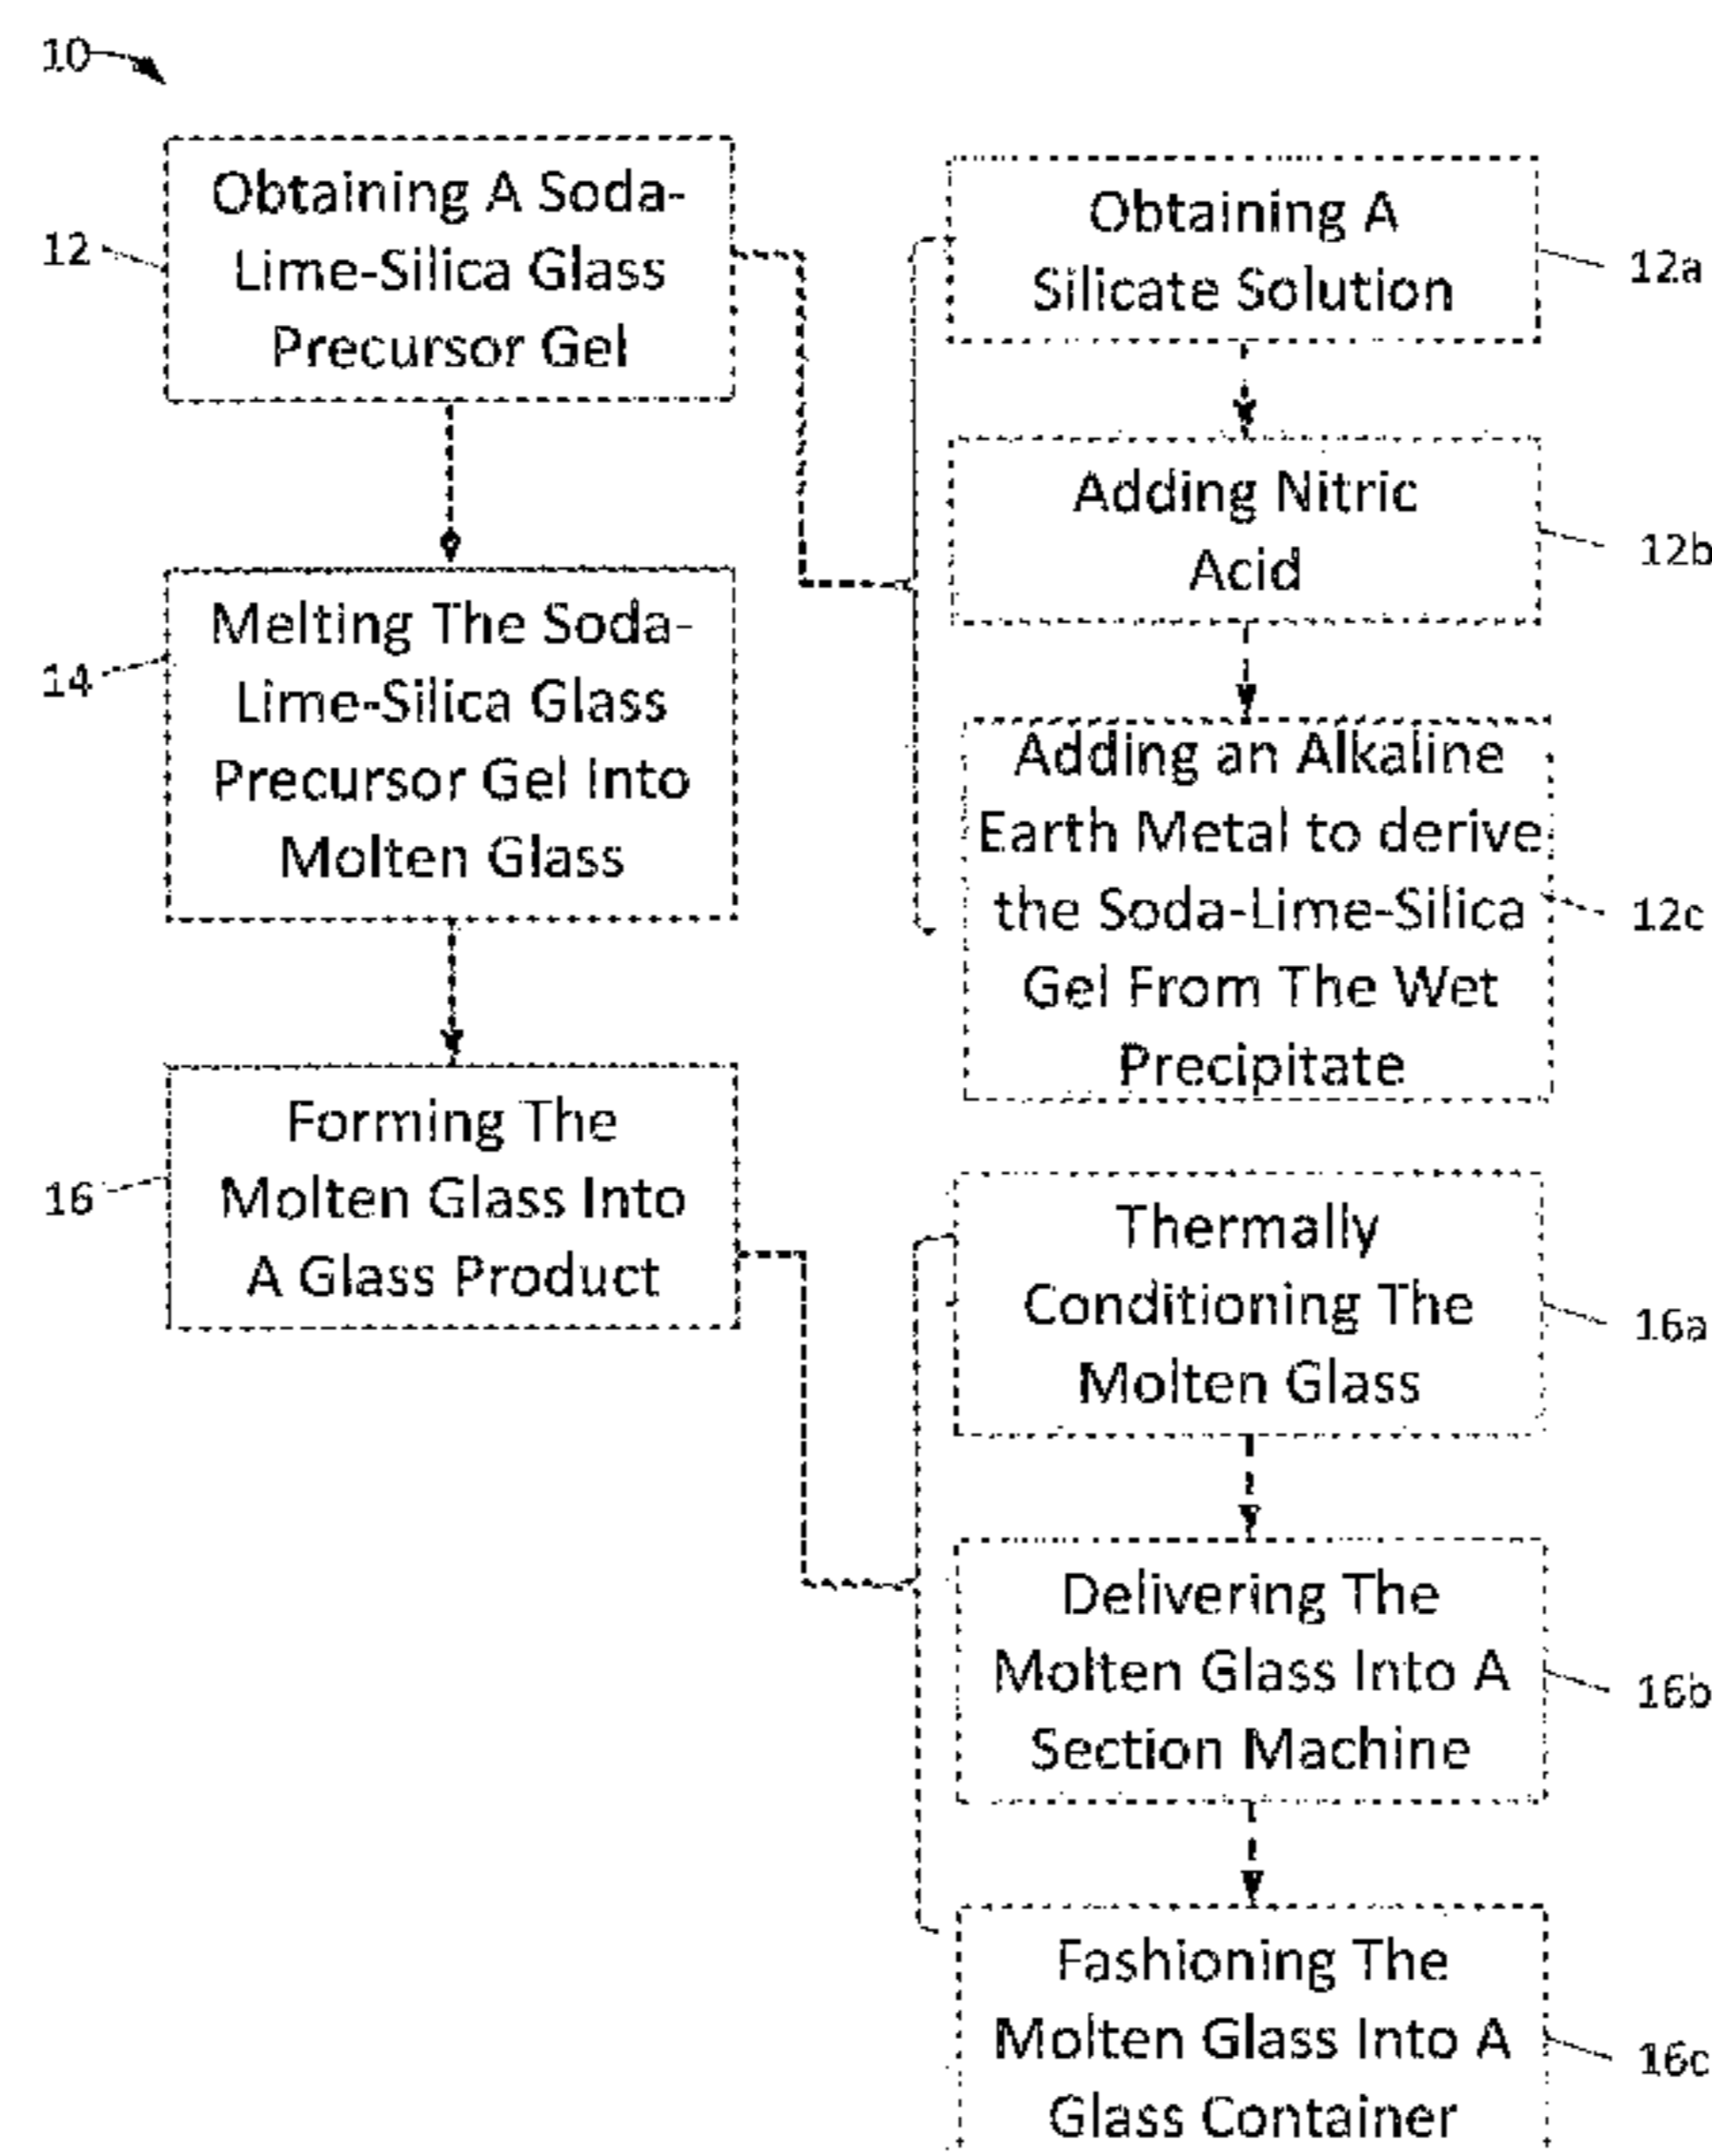 10
12
Obtaining A Soda-
Lime-Silica Glass
Precursor Gel
14
Melting The Soda-
Lime-Silica Glass
Precursor Gel Into
Molten Glass
16
Forming The
Molten Glass Into
A Glass Product
Obtaining A
Silicate Solution
12a
Adding Nitric
Acid
12b
Adding an Alkaline
Earth Metal to derive
the Soda-Lime-Silica
Gel From The Wet
Precipitate
12c
Thermally
Conditioning The
Molten Glass
16a
Delivering The
Molten Glass Into A
Section Machine
16b
Fashioning The
Molten Glass Into A
Glass Container
16c